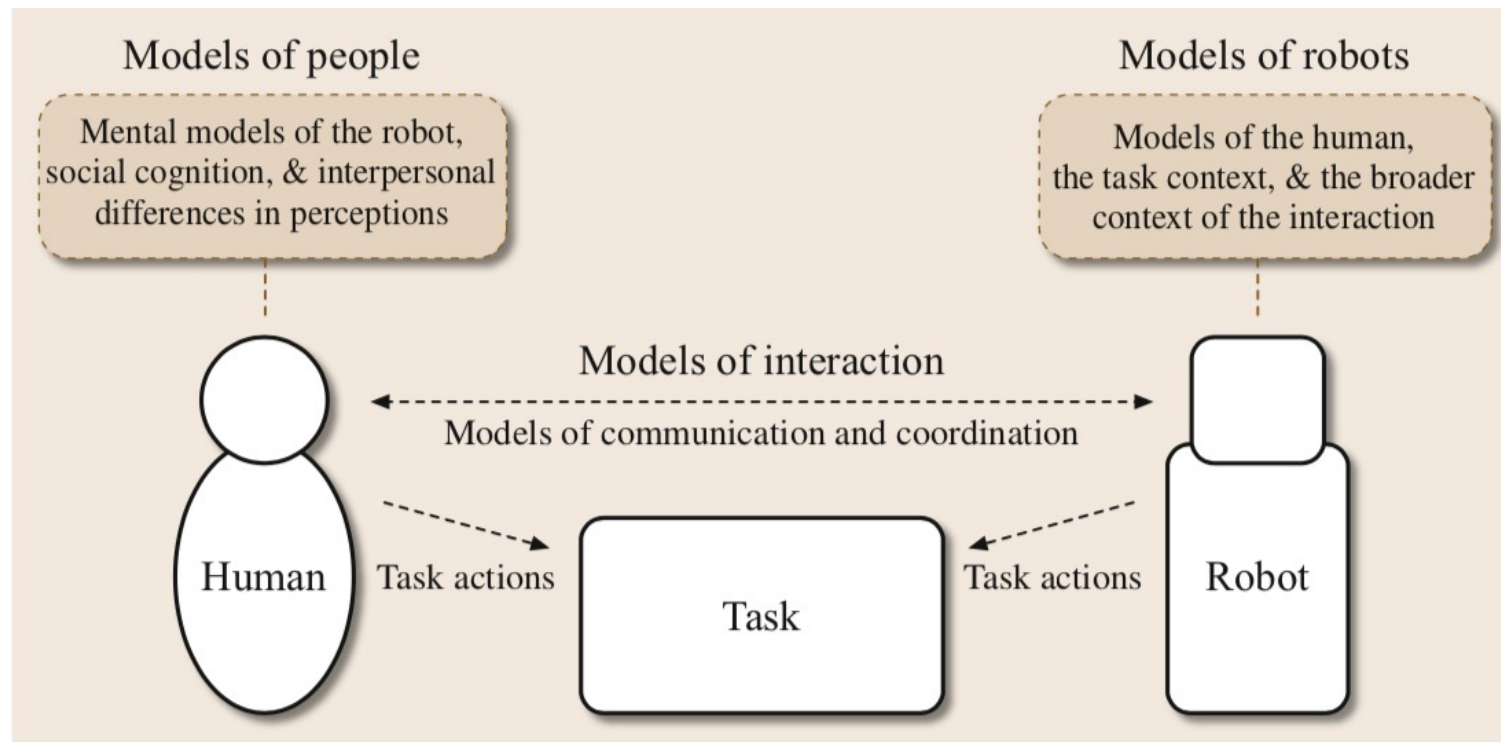 Models of people
Mental models of the robot,
social cognition, & interpersonal
differences in perceptions
Models of robots
Models of the human,
the task context, & the broader
context of the interaction
Models of interaction
Models of communication and coordination
Human
Task actions
Task
Task actions
Robot